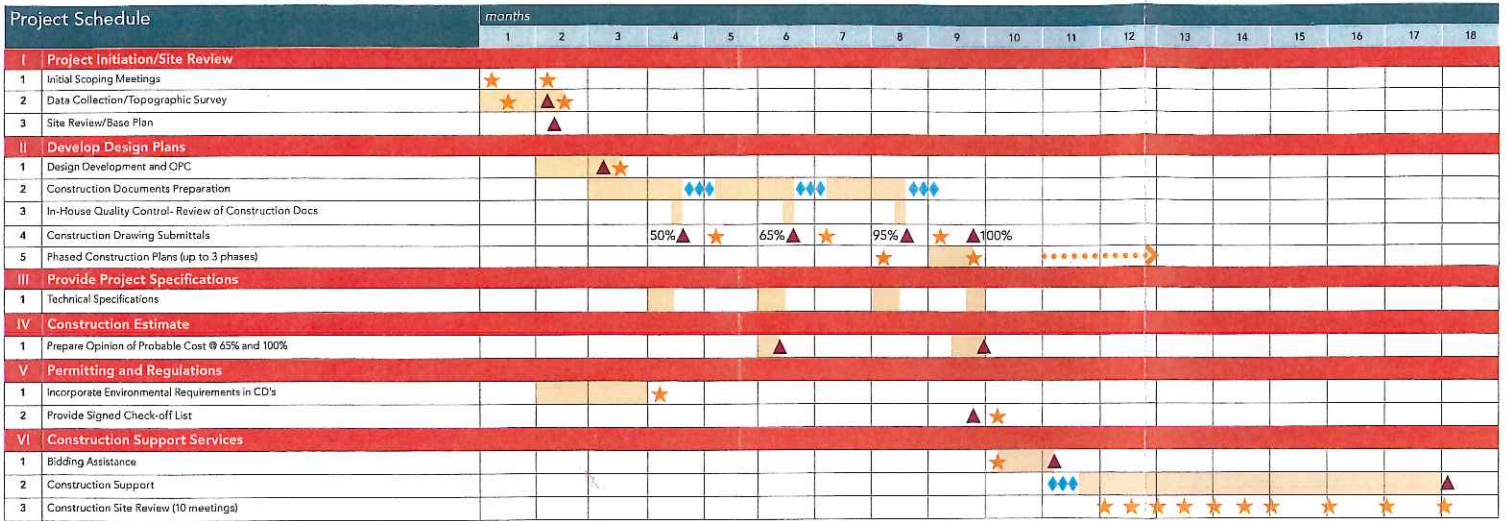 Project Schedule
months
1 2 3 4 5 6 7 8 9 10 11 12 13 14 15 16 17 18
I Project Initiation/Site Review
1 Initial Scoping Meetings
2 Data Collection/Topographic Survey
3 Site Review/Base Plan
II Develop Design Plans
1 Design Development and OPC
2 Construction Documents Preparation
3 In-House Quality Control- Review of Construction Docs
4 Construction Drawing Submittals 50% 65% 95% 100%
5 Phased Construction Plans (up to 3 phases)
III Provide Project Specifications
1 Technical Specifications
IV Construction Estimate
1 Prepare Opinion of Probable Cost @ 65% and 100%
V Permitting and Regulations
1 Incorporate Environmental Requirements in CD's
2 Provide Signed Check-off List
VI Construction Support Services
1 Bidding Assistance
2 Construction Support
3 Construction Site Review (10 meetings)